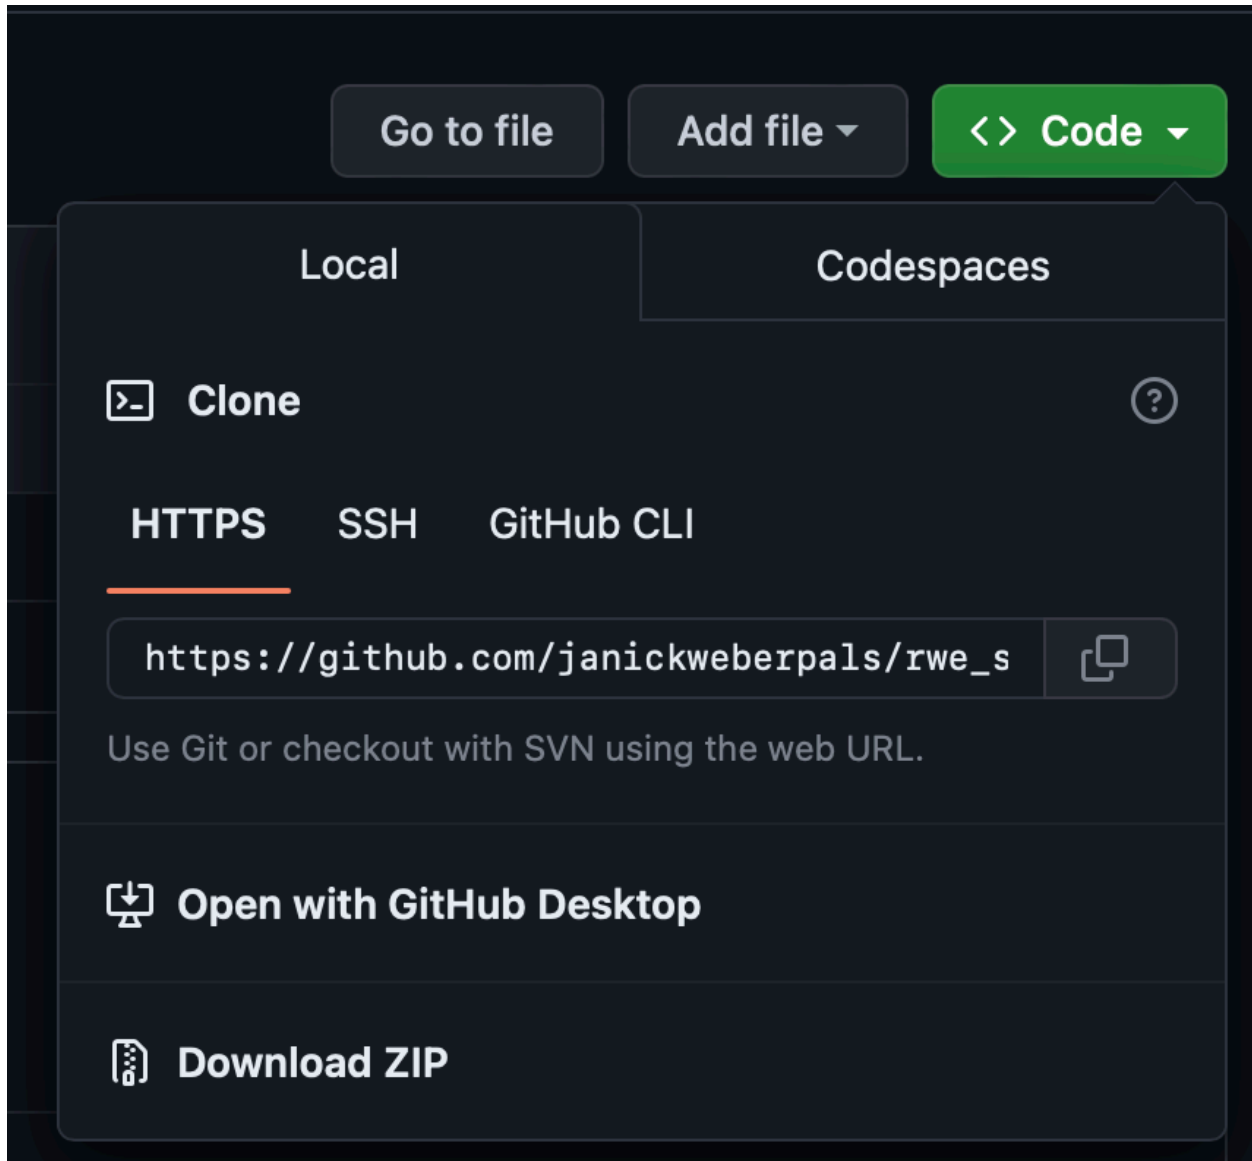 Go to file Add file <> Code
Local Codespaces
Clone
HTTPS SSH GitHub CLI
https://github.com/janickweberpals/rwe_s
Use Git or checkout with SVN using the web URL.
Open with GitHub Desktop
Download ZIP